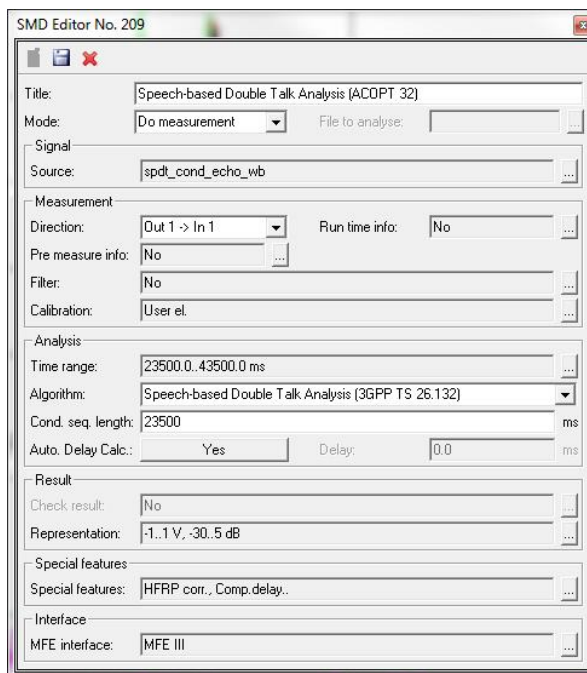 SMD Editor No. 209
Title: Speech-based Double Talk Analysis (ACOPT 32)
Mode: Do measurement File to analyse: ...
Signal
Source: spdt_cond_echo_wb ...
Measurement
Direction: Out 1 -> In 1 Run time info: No ...
Pre measure info: No ...
Filter: No ...
Calibration: User el. ...
Analysis
Time range: 23500.0..43500.0 ms ...
Algorithm: Speech-based Double Talk Analysis (3GPP TS 26.132)
Cond. seq. length: 23500 ms
Auto. Delay Calc.: Yes Delay: 0.0 ms
Result
Check result: No ...
Representation: -1..1 V, -30..5 dB ...
Special features
Special features: HFRP corr., Comp.delay.. ...
Interface
MFE interface: MFE III ...